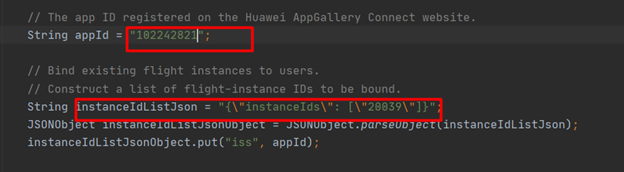 // The app ID registered on the Huawei AppGallery Connect website.
String appId = "102242821";
// Bind existing flight instances to users.
// Construct a list of flight-instance IDs to be bound.
String instanceIdListJson = "{\"instanceIds\": [\"20039\"]}";
JSONObject instanceIdListJsonObject = JSONObject.parseObject(instanceIdListJson);
instanceIdListJsonObject.put("iss", appId);